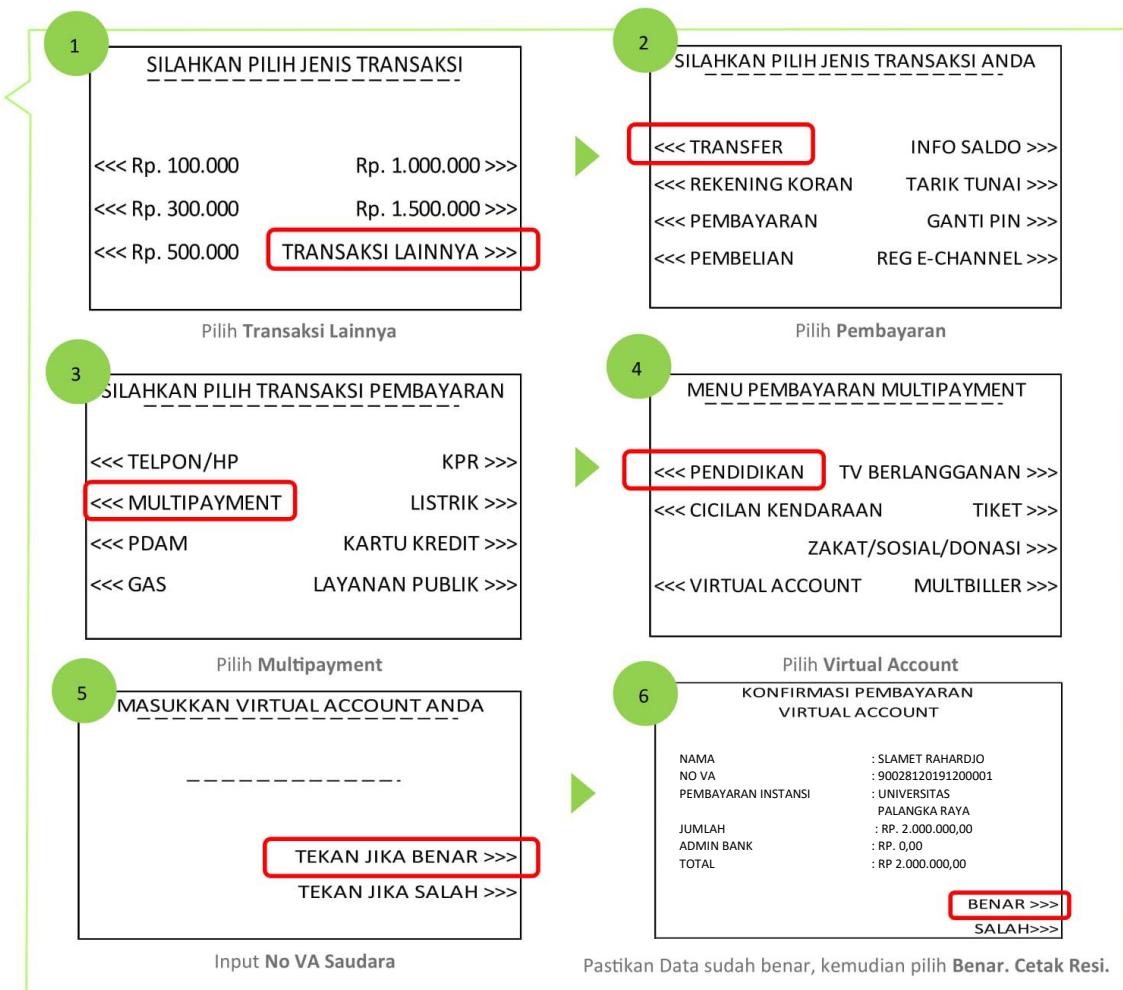 1
SILAHKAN PILIH JENIS TRANSAKSI
<<< Rp. 100.000 Rp. 1.000.000 >>>
<<< Rp. 300.000 Rp. 1.500.000 >>>
<<< Rp. 500.000 TRANSAKSI LAINNYA >>>
Pilih Transaksi Lainnya
2
SILAHKAN PILIH JENIS TRANSAKSI ANDA
<<< TRANSFER INFO SALDO >>>
<<< REKENING KORAN TARIK TUNAI >>>
<<< PEMBAYARAN GANTI PIN >>>
<<< PEMBELIAN REG E-CHANNEL >>>
Pilih Pembayaran
3
SILAHKAN PILIH TRANSAKSI PEMBAYARAN
<<< TELPON/HP KPR >>>
<<< MULTIPAYMENT LISTRIK >>>
<<< PDAM KARTU KREDIT >>>
<<< GAS LAYANAN PUBLIK >>>
Pilih Multipayment
4
MENU PEMBAYARAN MULTIPAYMENT
<<< PENDIDIKAN TV BERLANGGANAN >>>
<<< CICILAN KENDARAAN TIKET >>>
ZAKAT/SOSIAL/DONASI >>>
<<< VIRTUAL ACCOUNT MULTBILLER >>>
Pilih Virtual Account
5
MASUKKAN VIRTUAL ACCOUNT ANDA
TEKAN JIKA BENAR >>>
TEKAN JIKA SALAH >>>
Input No VA Saudara
6
KONFIRMASI PEMBAYARAN
VIRTUAL ACCOUNT
NAMA : SLAMET RAHARDJO
NO VA : 90028120191200001
PEMBAYARAN INSTANSI : UNIVERSITAS
PALANGKA RAYA
JUMLAH : RP. 2.000.000,00
ADMIN BANK : RP. 0,00
TOTAL : RP 2.000.000,00
BENAR >>>
SALAH>>>
Pastikan Data sudah benar, kemudian pilih Benar. Cetak Resi.